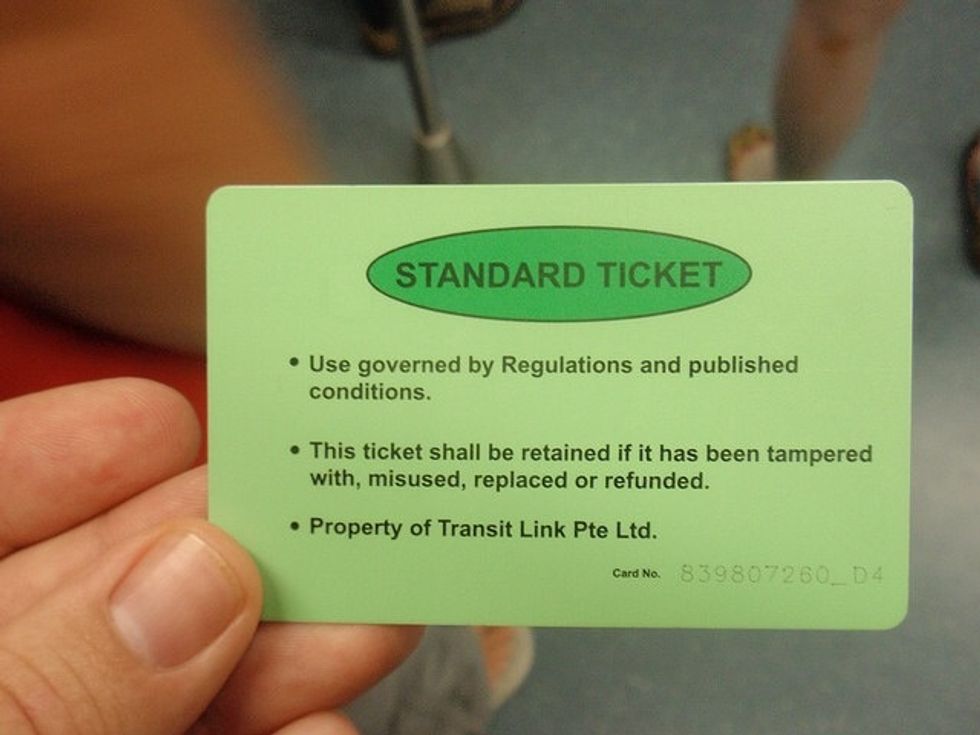 STANDARD TICKET
• Use governed by Regulations and published
conditions.
• This ticket shall be retained if it has been tampered
with, misused, replaced or refunded.
• Property of Transit Link Pte Ltd.
Card No. 839807260_D4